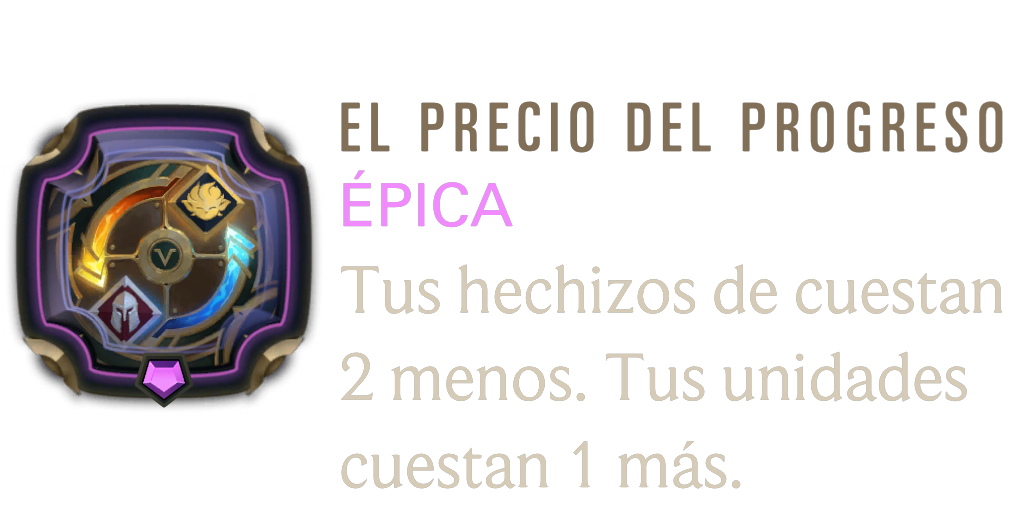 EL PRECIO DEL PROGRESO
ÉPICA
Tus hechizos de cuestan
2 menos. Tus unidades
cuestan 1 más.
V